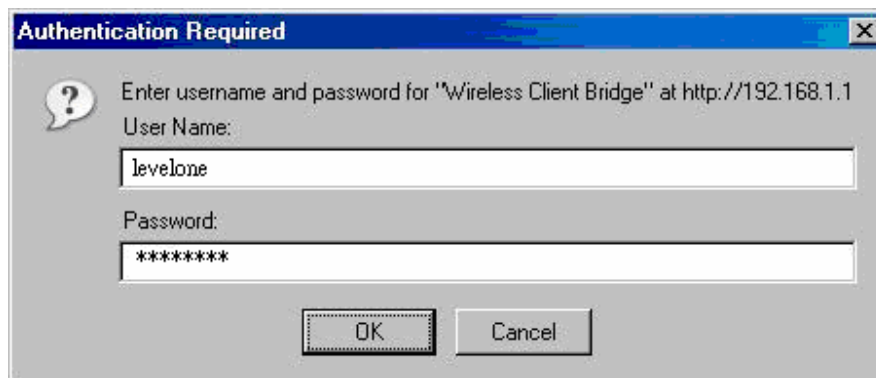 Authentication Required
Enter username and password for "Wireless Client Bridge" at http://192.168.1.1
User Name:
levelone
Password:
********
OK
Cancel